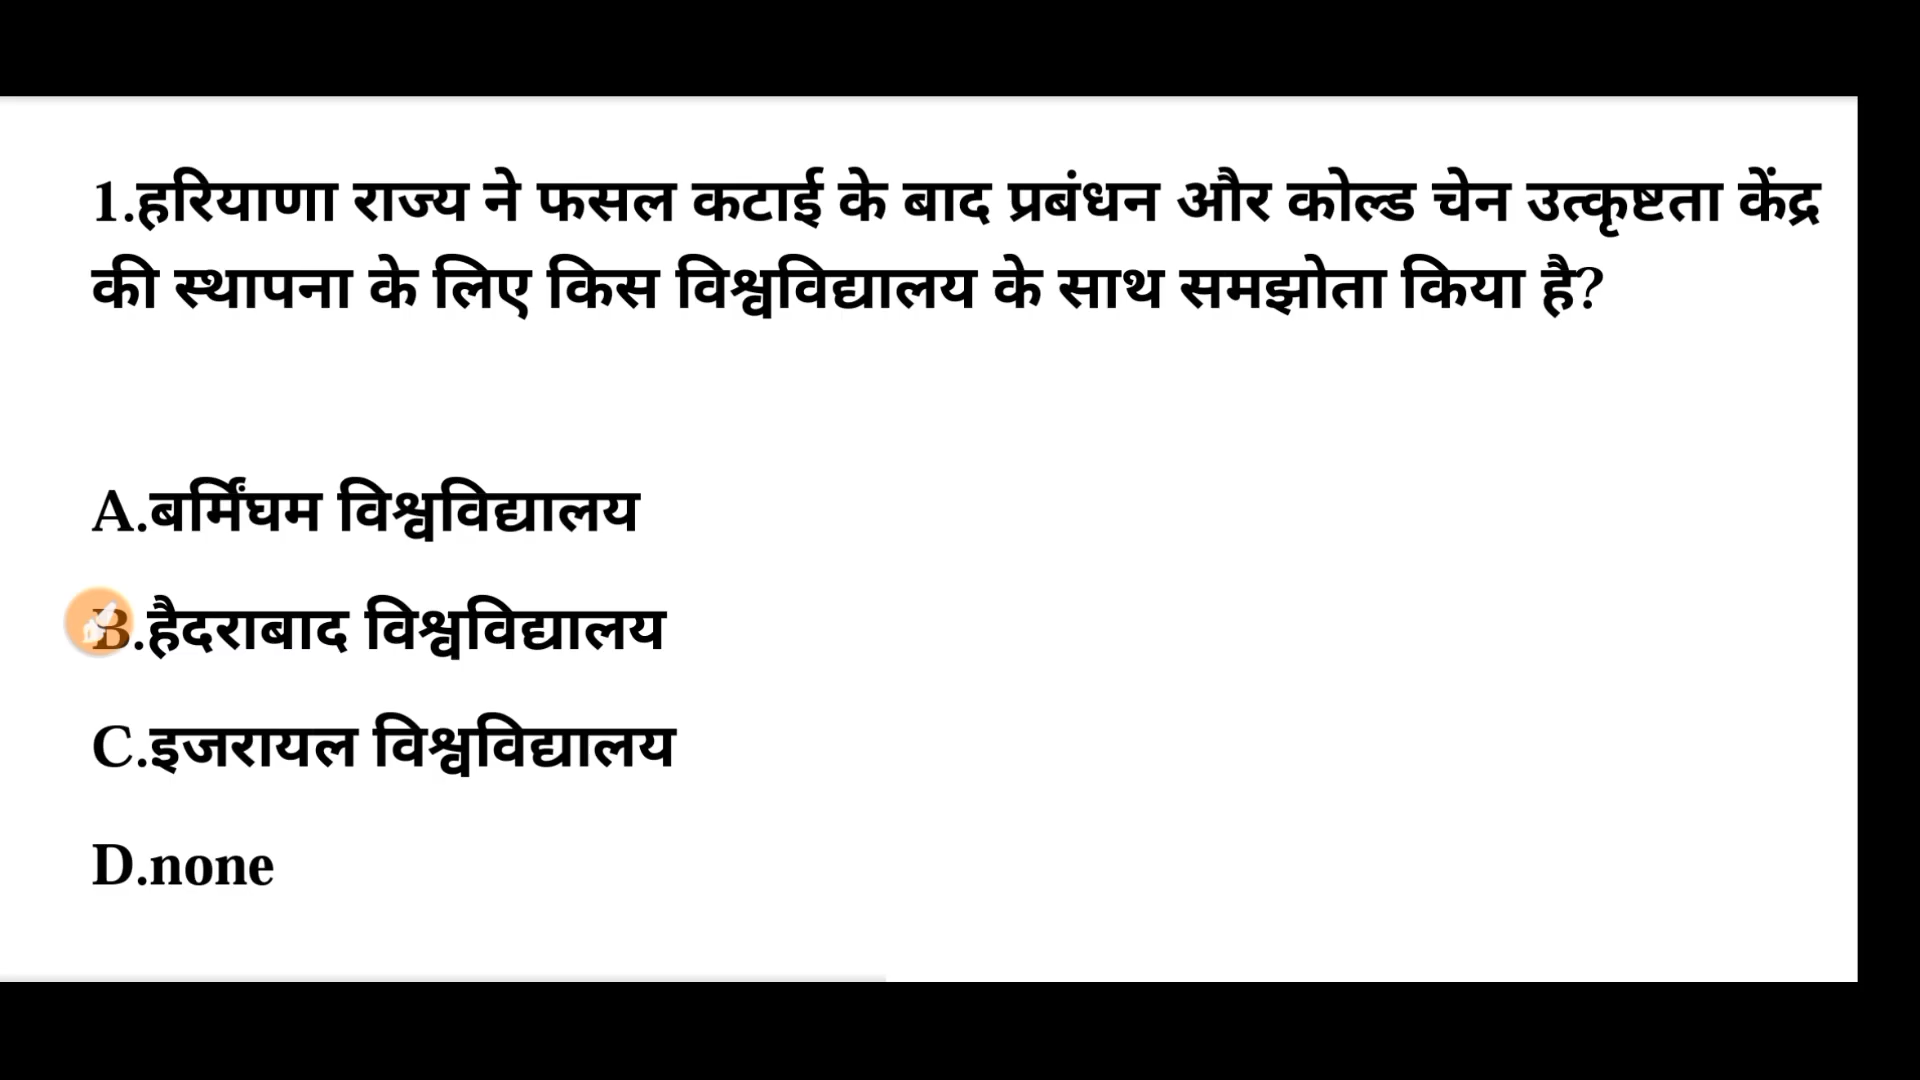 1.हरियाणा राज्य ने फसल कटाई के बाद प्रबंधन और कोल्ड चेन उत्कृष्टता केंद्र
की स्थापना के लिए किस विश्वविद्यालय के साथ समझोता किया है?
A.बर्मिंघम विश्वविद्यालय
B.हैदराबाद विश्वविद्यालय
C.इजरायल विश्वविद्यालय
D.none